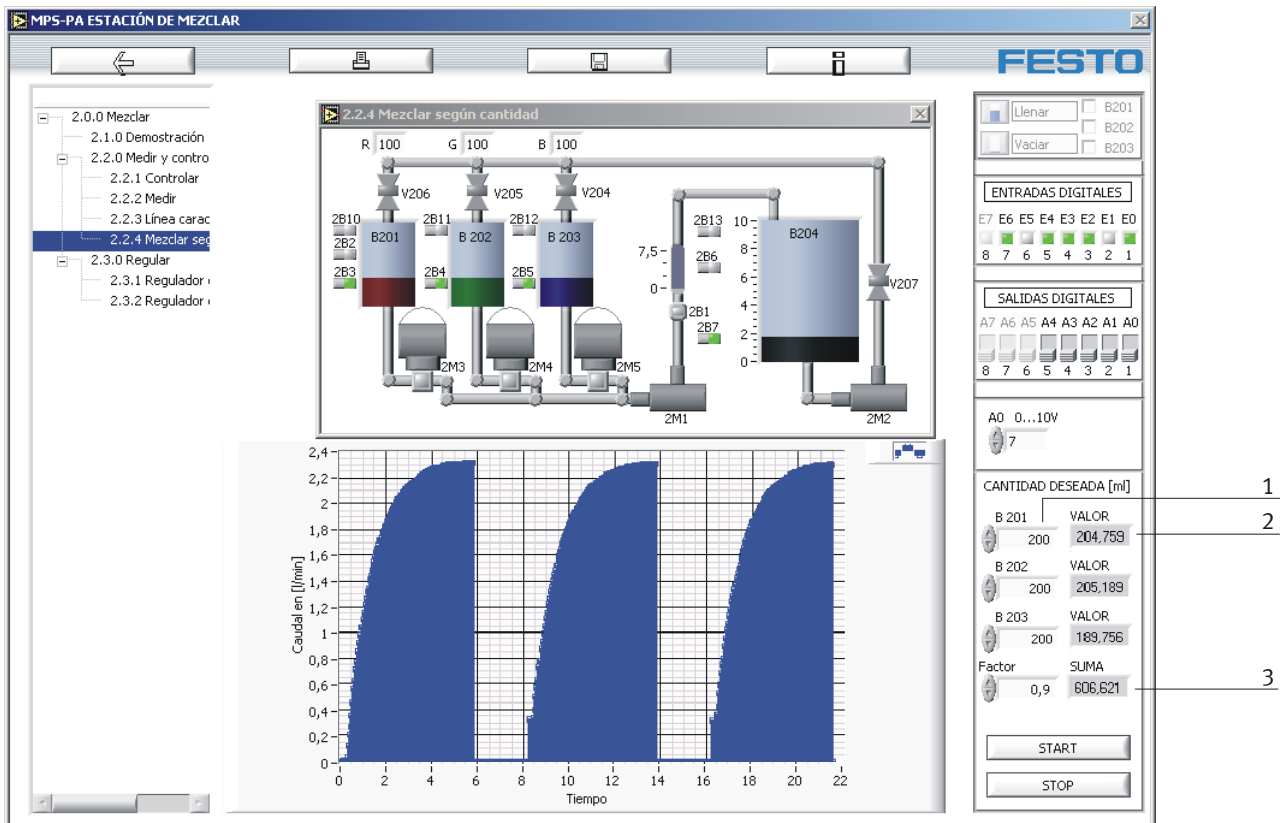 MPS-PA ESTACIÓN DE MEZCLAR
FESTO
2.0.0 Mezclar
2.1.0 Demostración
2.2.0 Medir y contro
2.2.1 Controlar
2.2.2 Medir
2.2.3 Línea carac
2.2.4 Mezclar seg
2.3.0 Regular
2.3.1 Regulador
2.3.2 Regulador
2.2.4 Mezclar según cantidad
R 100 G 100 B 100
V206 V205 V204
2B10 2B11 2B12 2B13
B201 B 202 B 203 B204
2B2 2B6
2B3 2B4 2B5
7,5
0
10
8
6
4
2
0
V207
2B1
2B7
2M3 2M4 2M5
2M1 2M2
Caudal en [l/min]
2,4
2,2
2
1,8
1,6
1,4
1,2
1
0,8
0,6
0,4
0,2
0
0 2 4 6 8 10 12 14 16 18 20 22
Tiempo
Llenar B201
B202
Vaciar B203
ENTRADAS DIGITALES
E7 E6 E5 E4 E3 E2 E1 E0
8 7 6 5 4 3 2 1
SALIDAS DIGITALES
A7 A6 A5 A4 A3 A2 A1 A0
8 7 6 5 4 3 2 1
A0 0...10V
7
CANTIDAD DESEADA [ml]
B 201 VALOR
200 204,759
B 202 VALOR
200 205,189
B 203 VALOR
200 189,756
Factor SUMA
0,9 606,621
START
STOP
1
2
3